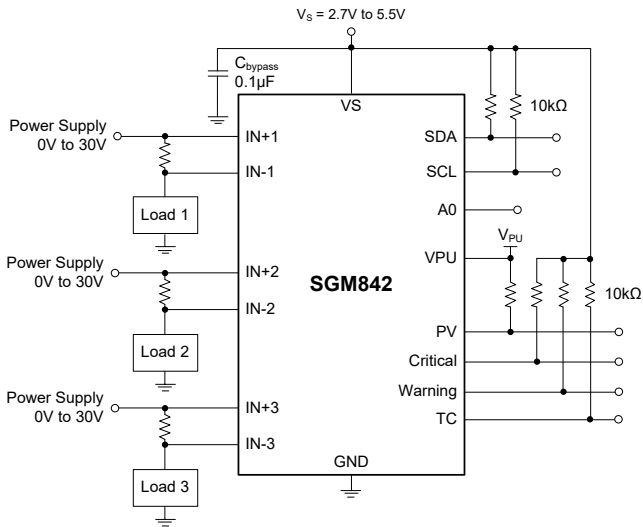 V_S = 2.7V to 5.5V
C_bypass
0.1µF
VS
10kΩ
Power Supply
0V to 30V
IN+1
IN-1
Load 1
SDA
SCL
A0
V_PU
VPU
Power Supply
0V to 30V
IN+2
IN-2
Load 2
SGM842
10kΩ
PV
Critical
Warning
TC
Power Supply
0V to 30V
IN+3
IN-3
Load 3
GND